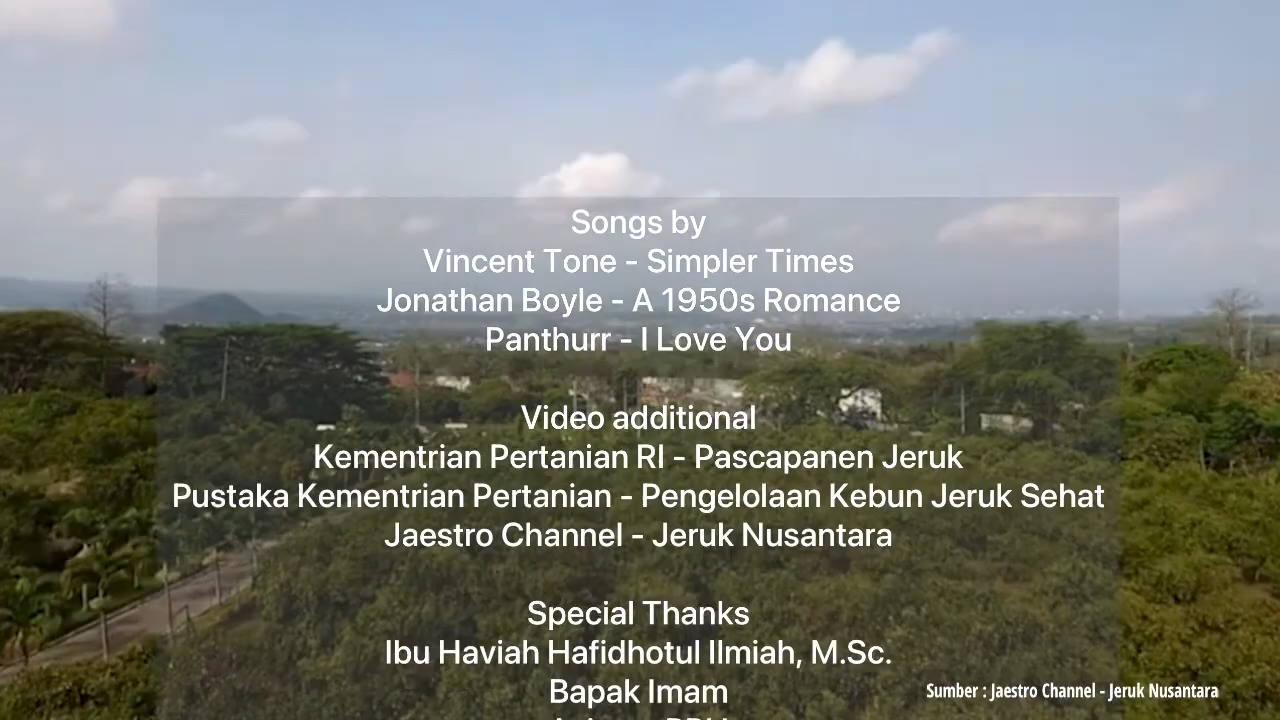 Songs by
Vincent Tone - Simpler Times
Jonathan Boyle - A 1950s Romance
Panthurr - I Love You
Video additional
Kementrian Pertanian RI - Pascapanen Jeruk
Pustaka Kementrian Pertanian - Pengelolaan Kebun Jeruk Sehat
Jaestro Channel - Jeruk Nusantara
Special Thanks
Ibu Haviah Hafidhotul Ilmiah, M.Sc.
Bapak Imam
Sumber : Jaestro Channel - Jeruk Nusantara